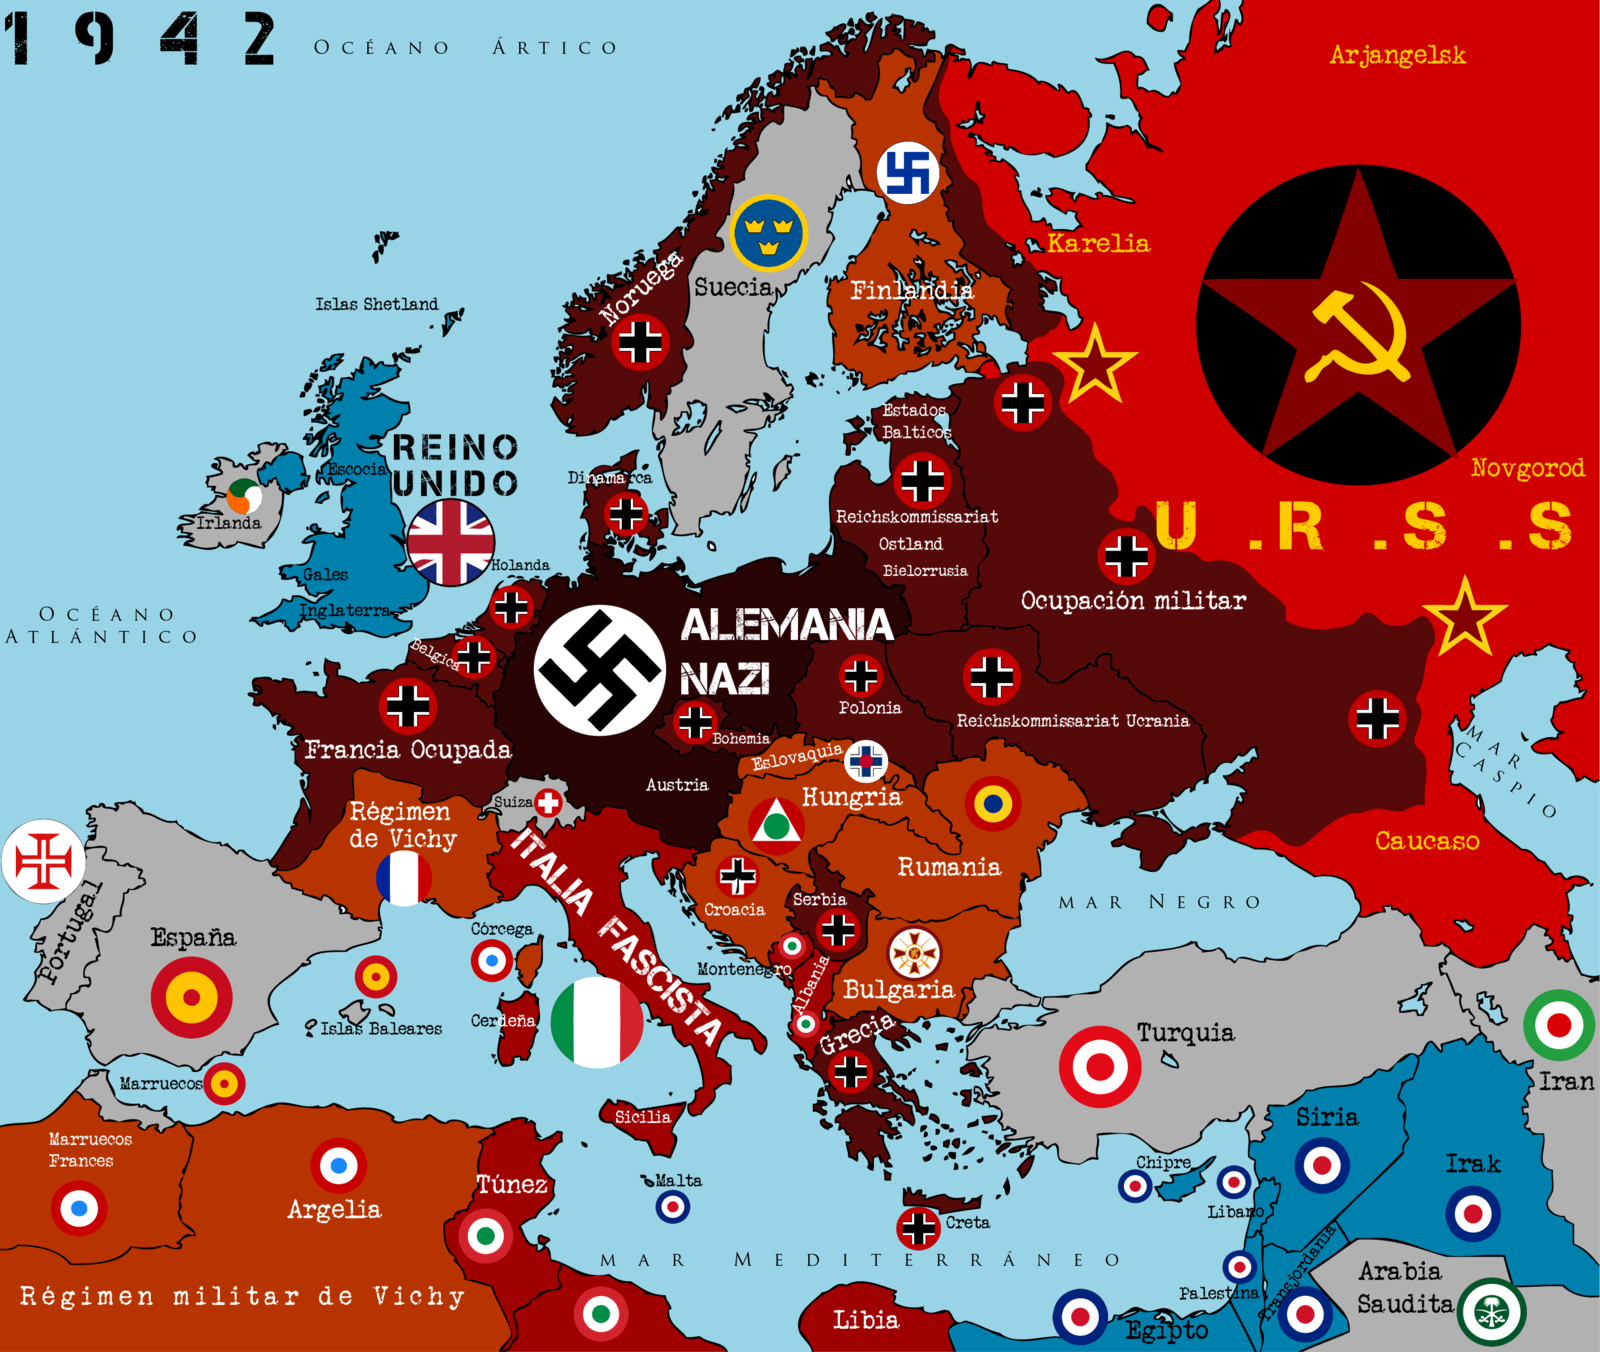 1942
Océano Ártico
Arjangelsk
Karelia
Noruega
Suecia
Finlandia
Islas Shetland
Estados
Balticos
REINO
UNIDO
Escocia
Novgorod
Dinamarca
U.R.S.S
Irlanda
Reichskommissariat
Ostland
Bielorrusia
Holanda
Gales
Inglaterra
Océano
Atlántico
Ocupación militar
ALEMANIA
NAZI
Belgica
Polonia
Reichskommissariat Ucrania
Francia Ocupada
Bohemia
Eslovaquia
Mar
Caspio
Austria
Suiza
Hungria
Régimen
de Vichy
Caucaso
Rumania
ITALIA FASCISTA
Serbia
Croacia
mar Negro
Portugal
España
Córcega
Montenegro
Albania
Bulgaria
Cerdeña
Islas Baleares
Grecia
Turquia
Iran
Marruecos
Sicilia
Siria
Marruecos
Frances
Chipre
Irak
Malta
Túnez
Argelia
Libano
Creta
mar Mediterráneo
Transjordania
Palestina
Arabia
Saudita
Régimen militar de Vichy
Libia
Egipto